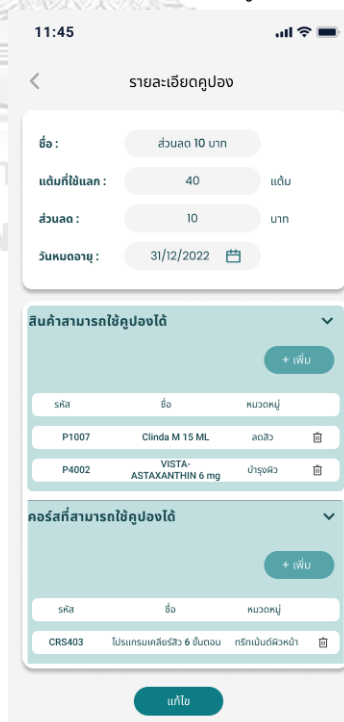 11:45
รายละเอียดคูปอง
ชื่อ : ส่วนลด 10 บาท
แต้มที่ใช้แลก : 40 แต้ม
ส่วนลด : 10 บาท
วันหมดอายุ : 31/12/2022
สินค้าสามารถใช้คูปองได้
+ เพิ่ม
รหัส ชื่อ หมวดหมู่
P1007 Clinda M 15 ML ลดสิว
P4002 VISTA-
ASTAXANTHIN 6 mg บำรุงผิว
คอร์สที่สามารถใช้คูปองได้
+ เพิ่ม
รหัส ชื่อ หมวดหมู่
CRS403 โปรแกรมเคลียร์สิว 6 ขั้นตอน ทรีทเม้นต์ผิวหน้า
แก้ไข